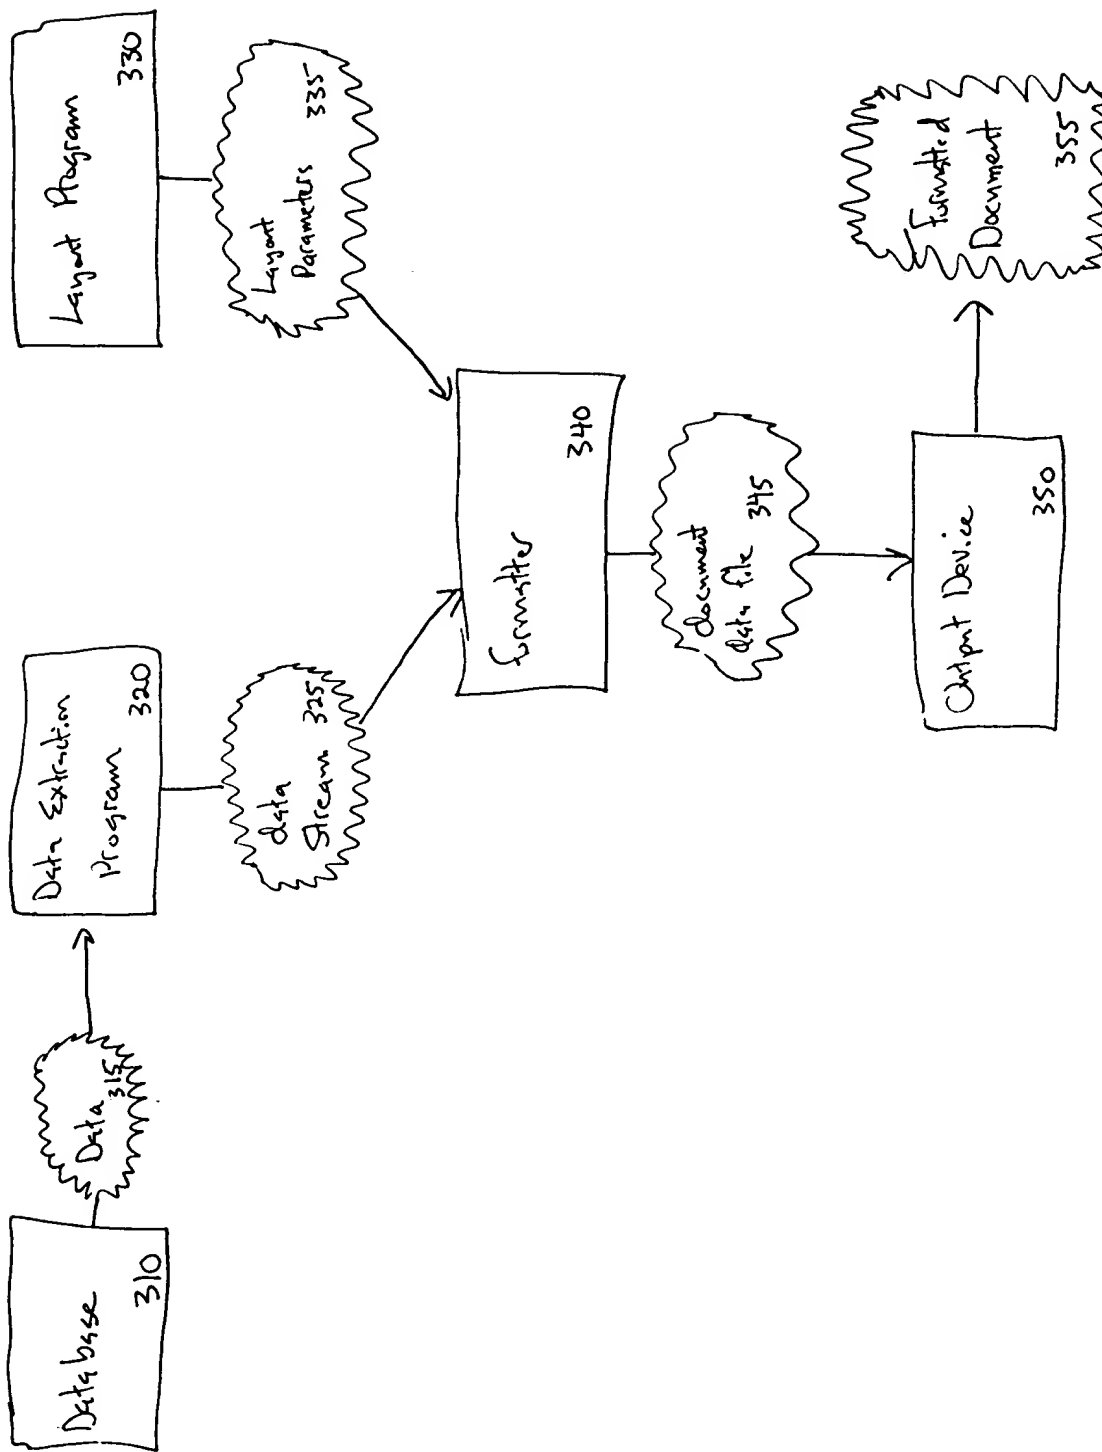 Database
310
Data
315
Data Extraction
Program
320
data
Stream 325
Layout Program
330
Layout
Parameters
335
formatter
340
document
data file 345
Output Device
350
Formatted
Document
355